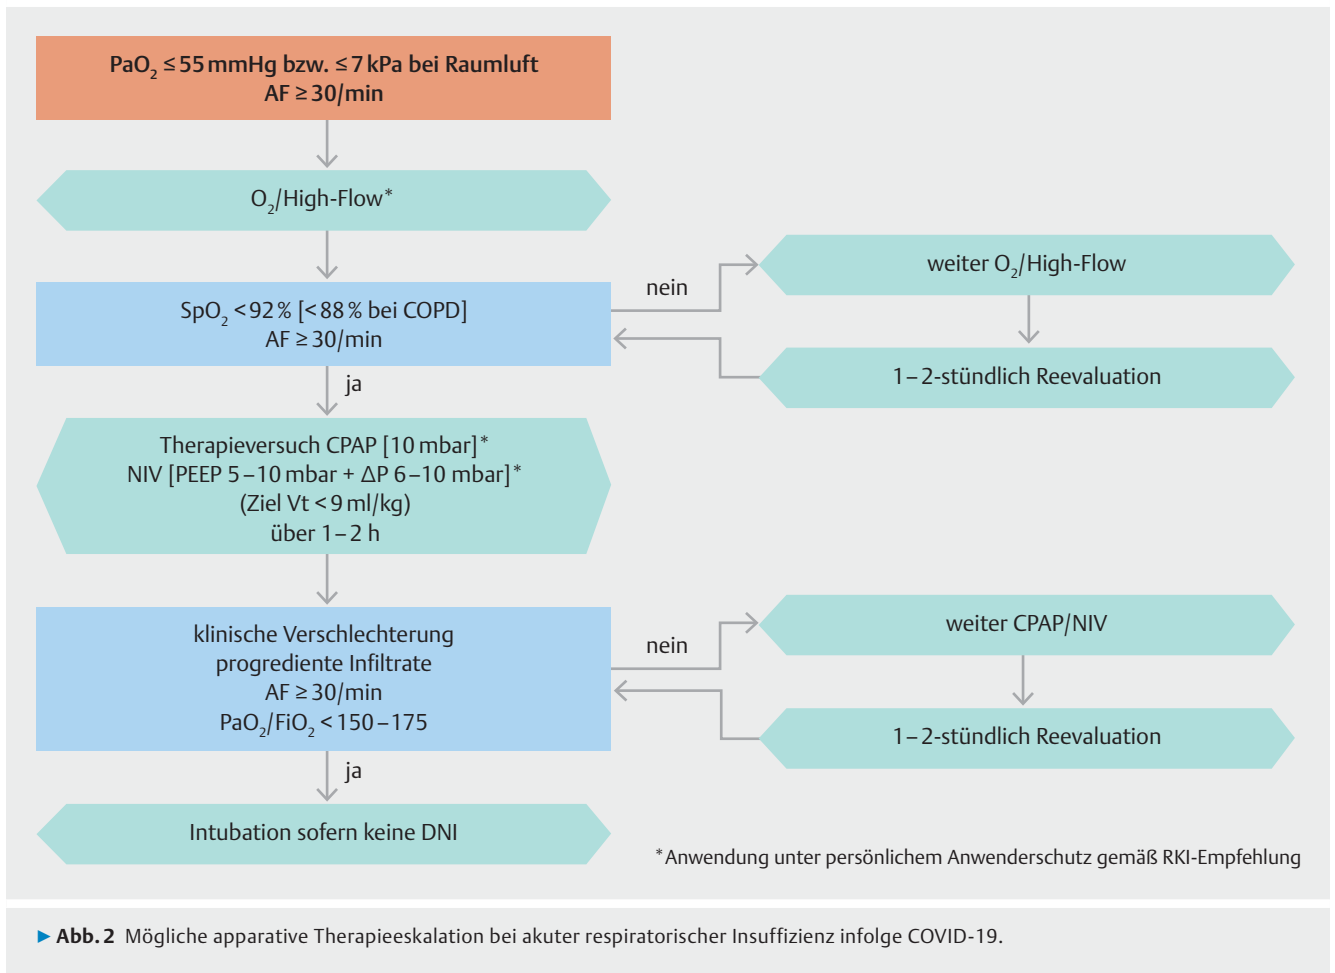 PaO2 ≤ 55 mmHg bzw. ≤ 7 kPa bei Raumluft
AF ≥ 30/min
O2/High-Flow*
SpO2 < 92 % [< 88 % bei COPD]
AF ≥ 30/min
nein
weiter O2/High-Flow
1 – 2-stündlich Reevaluation
ja
Therapieversuch CPAP [10 mbar]*
NIV [PEEP 5 – 10 mbar + ΔP 6 – 10 mbar]*
(Ziel Vt < 9 ml/kg)
über 1 – 2 h
klinische Verschlechterung
progrediente Infiltrate
AF ≥ 30/min
PaO2/FiO2 < 150 – 175
nein
weiter CPAP/NIV
1 – 2-stündlich Reevaluation
ja
Intubation sofern keine DNI
*Anwendung unter persönlichem Anwenderschutz gemäß RKI-Empfehlung
▶ Abb. 2 Mögliche apparative Therapieeskalation bei akuter respiratorischer Insuffizienz infolge COVID-19.